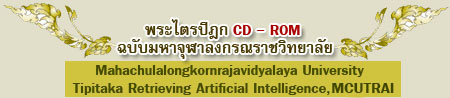 พระไตรปิฎก CD - ROM
ฉบับมหาจุฬาลงกรณราชวิทยาลัย
Mahachulalongkornrajavidyalaya University
Tipitaka Retrieving Artificial Intelligence,MCUTRAI